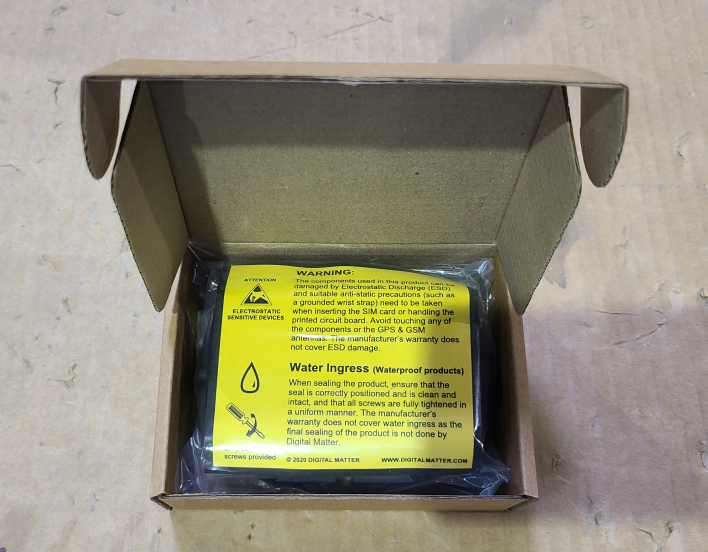 ATTENTION
ELECTROSTATIC
SENSITIVE DEVICES
WARNING:
The components used in this product can be
damaged by Electrostatic Discharge (ESD)
and suitable anti-static precautions (such as
a grounded wrist strap) need to be taken
when inserting the SIM card or handling the
printed circuit board. Avoid touching any of
the components or the GPS & GSM
antennas. The manufacturer's warranty does
not cover ESD damage.
Water Ingress (Waterproof products)
When sealing the product, ensure that the
seal is correctly positioned and is clean and
intact, and that all screws are fully tightened in
a uniform manner. The manufacturer's
warranty does not cover water ingress as the
final sealing of the product is not done by
Digital Matter.
screws provided
© 2020 DIGITAL MATTER
WWW.DIGITALMATTER.COM